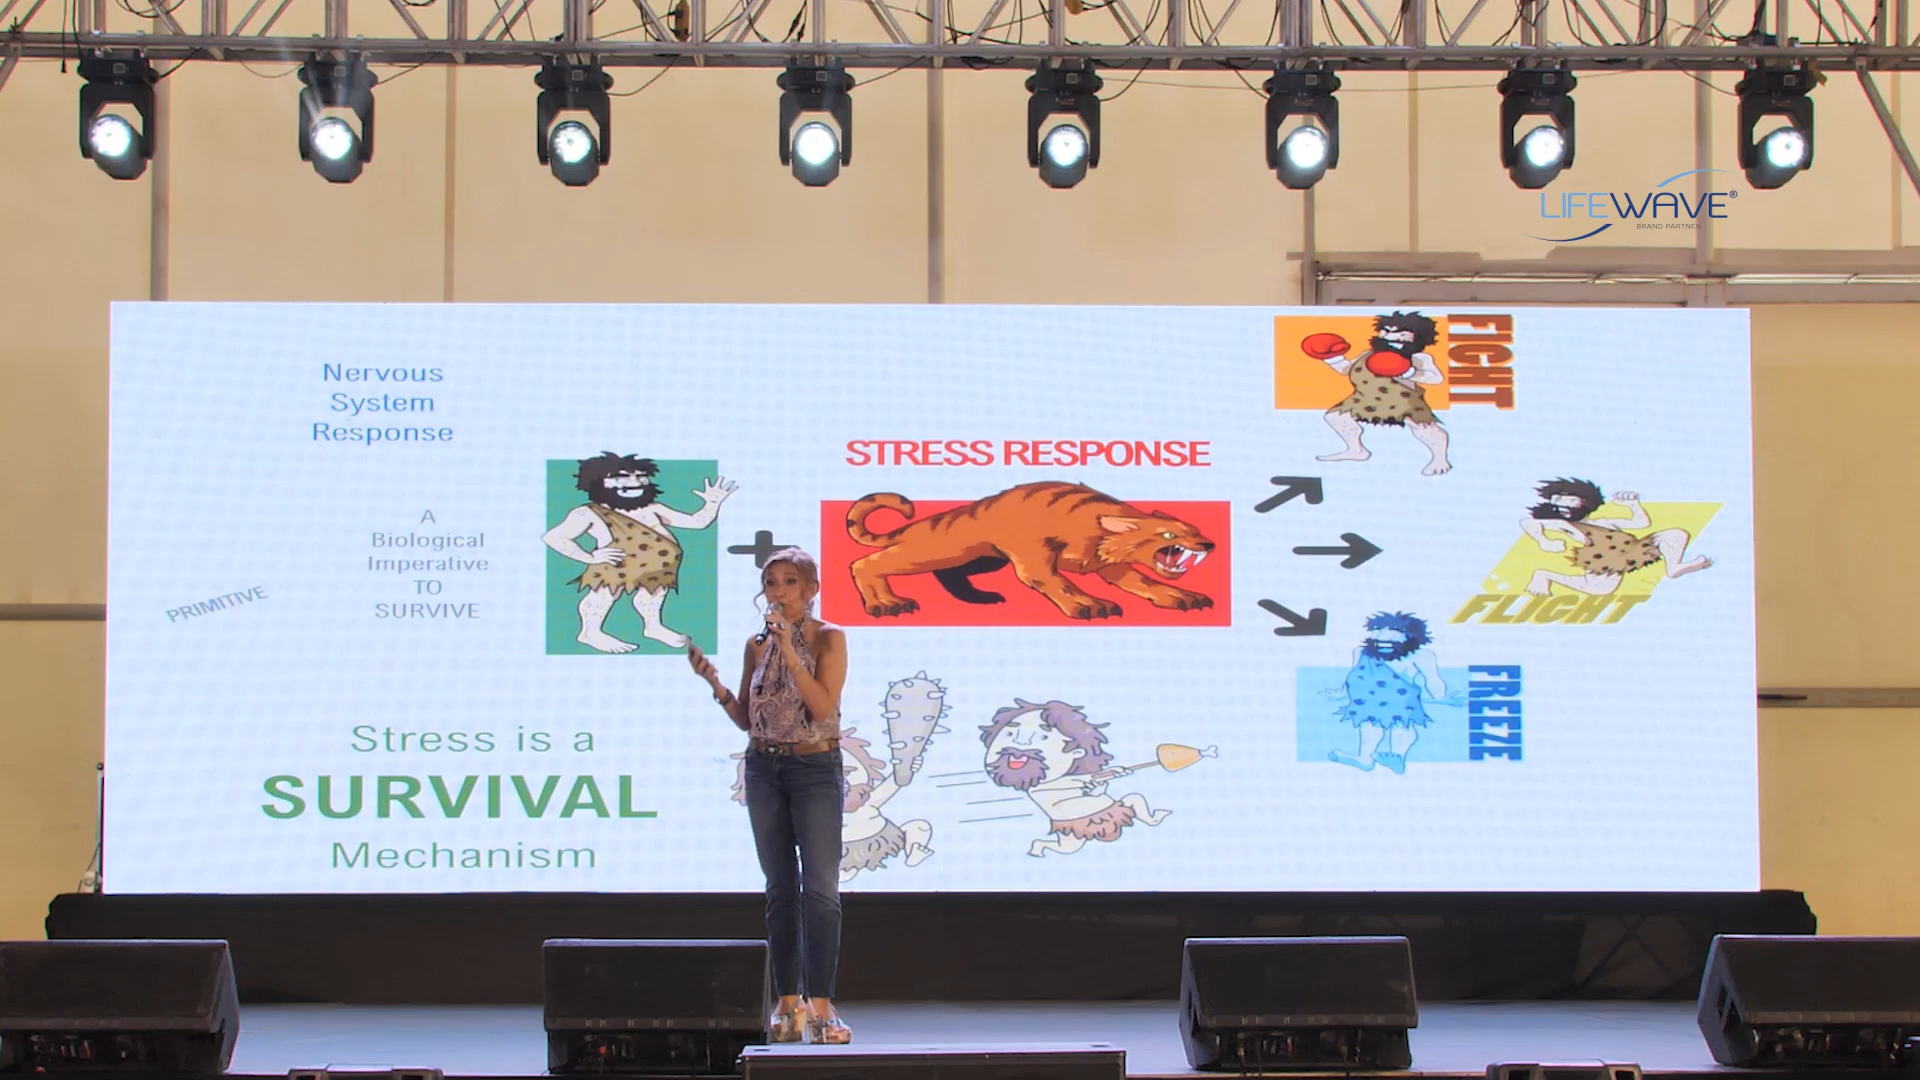 LIFEWAVE®
BRAND PARTNER
Nervous
System
Response
A
Biological
Imperative
TO
SURVIVE
PRIMITIVE
Stress is a
SURVIVAL
Mechanism
STRESS RESPONSE
FIGHT
FLIGHT
FREEZE